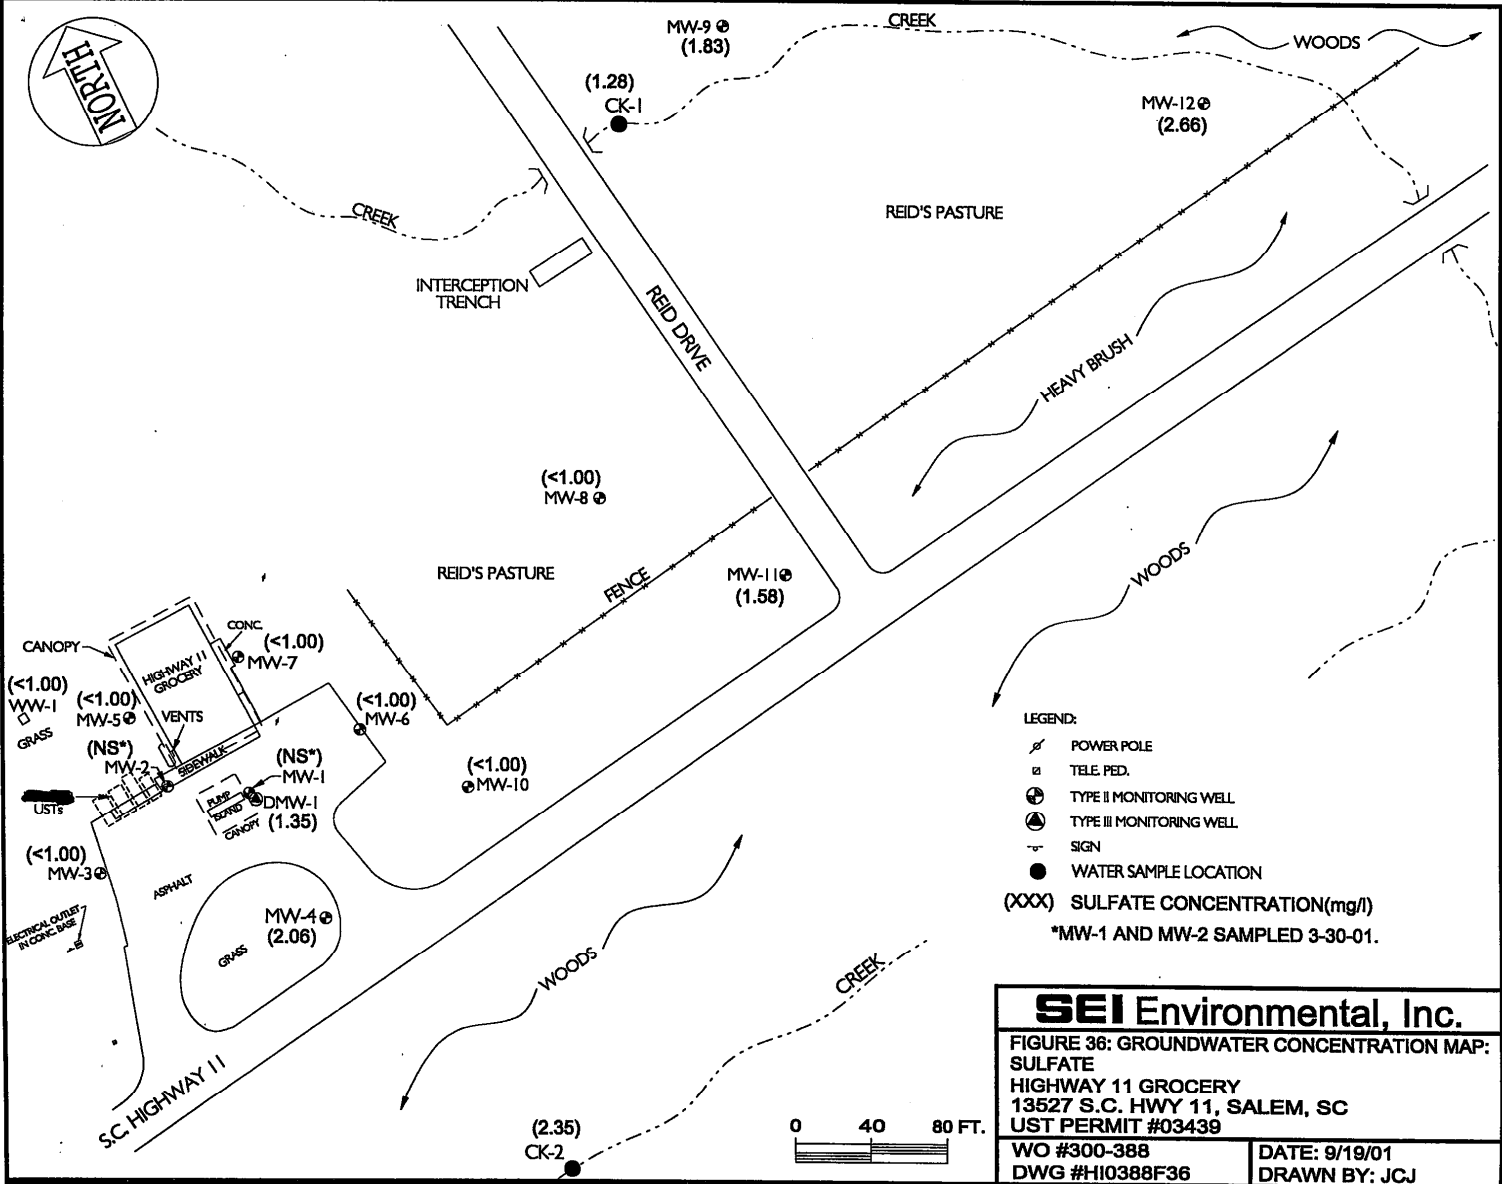 NORTH
MW-9
(1.83)
CREEK
WOODS
(1.28)
CK-1
MW-12
(2.66)
CREEK
REID'S PASTURE
INTERCEPTION
TRENCH
REID DRIVE
HEAVY BRUSH
(<1.00)
MW-8
REID'S PASTURE
FENCE
MW-11
(1.58)
WOODS
CANOPY
CONC.
(<1.00)
MW-7
HIGHWAY 11
GROCERY
(<1.00)
WW-1
GRASS
(<1.00)
MW-5
VENTS
(<1.00)
MW-6
(NS*)
MW-2
SIDEWALK
(NS*)
MW-1
USTs
PUMP
ISLAND
CANOPY
DMW-1
(1.35)
(<1.00)
MW-10
(<1.00)
MW-3
ASPHALT
ELECTRICAL OUTLET
IN CONC. BASE
MW-4
(2.06)
GRASS
WOODS
CREEK
S.C. HIGHWAY 11
(2.35)
CK-2
0 40 80 FT.
LEGEND:
POWER POLE
TELE. PED.
TYPE II MONITORING WELL
TYPE III MONITORING WELL
SIGN
WATER SAMPLE LOCATION
(XXX) SULFATE CONCENTRATION(mg/l)
*MW-1 AND MW-2 SAMPLED 3-30-01.
SEI Environmental, Inc.
FIGURE 36: GROUNDWATER CONCENTRATION MAP:
SULFATE
HIGHWAY 11 GROCERY
13527 S.C. HWY 11, SALEM, SC
UST PERMIT #03439
WO #300-388
DWG #HI0388F36
DATE: 9/19/01
DRAWN BY: JCJ